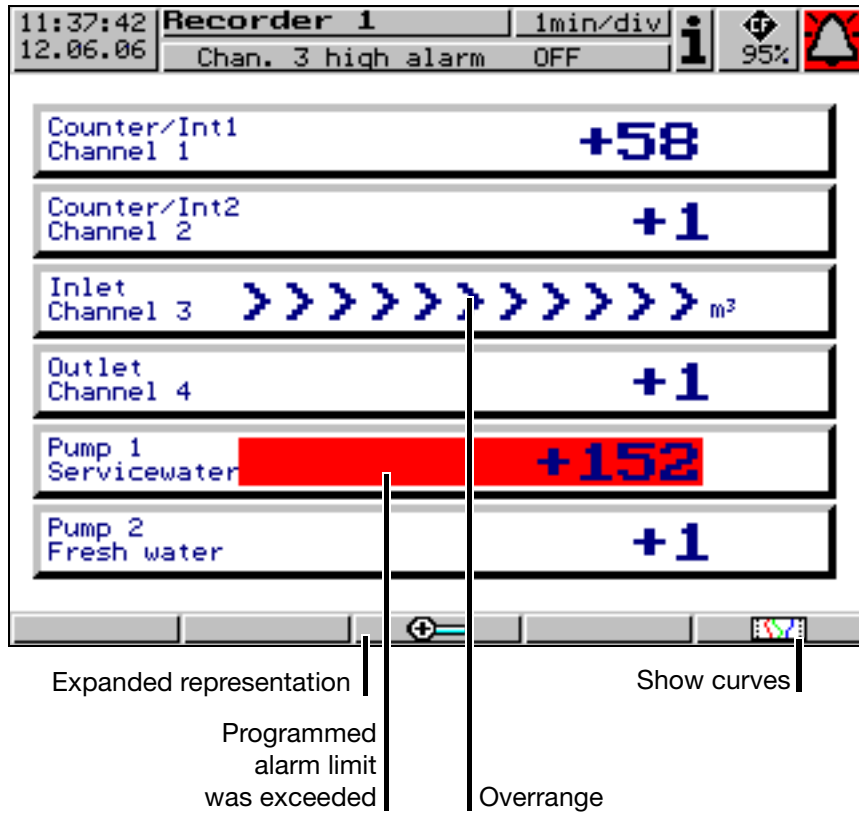 11:37:42 Recorder 1 1min/div i CF
12.06.06 Chan. 3 high alarm OFF 95%
Counter/Int1
Channel 1 +58
Counter/Int2
Channel 2 +1
Inlet
Channel 3 >>>>>>>>>>> m³
Outlet
Channel 4 +1
Pump 1
Servicewater +152
Pump 2
Fresh water +1
Expanded representation Show curves
Programmed
alarm limit
was exceeded Overrange